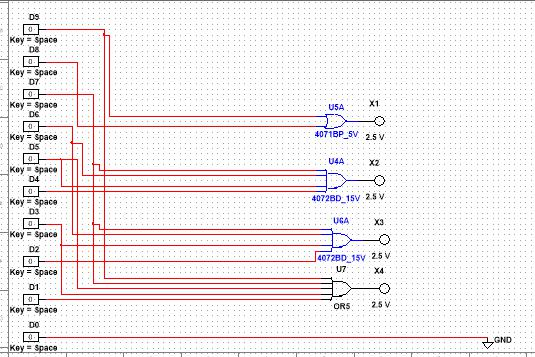 D9
0
Key = Space
D8
0
Key = Space
D7
0
Key = Space
D6
0
Key = Space
D5
0
Key = Space
D4
0
Key = Space
D3
0
Key = Space
D2
0
Key = Space
D1
0
Key = Space
D0
0
Key = Space
U5A
4071BP_5V
X1
2.5 V
U4A
4072BD_15V
X2
2.5 V
U6A
4072BD_15V
X3
2.5 V
U7
OR5
X4
2.5 V
GND